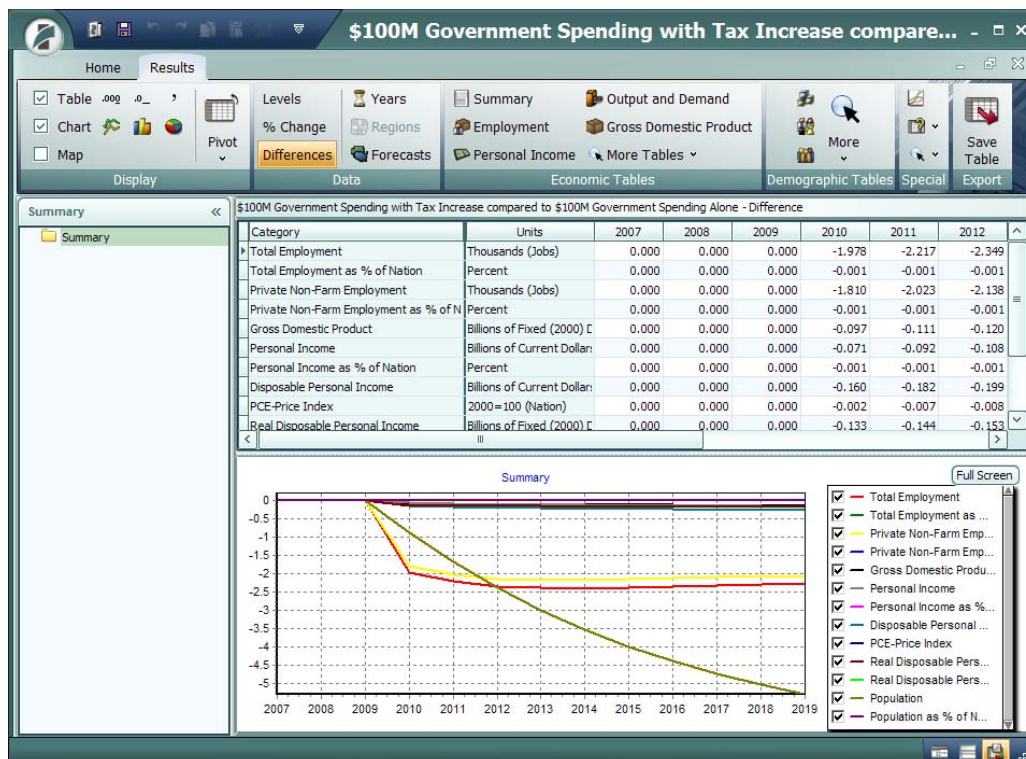 $100M Government Spending with Tax Increase compare...
Home Results
Table .000 .0_ ,
Chart
Map
Pivot
Display
Levels
% Change
Differences
Years
Regions
Forecasts
Data
Summary
Employment
Personal Income
Output and Demand
Gross Domestic Product
More Tables
Economic Tables
More
Demographic Tables
Special
Save
Table
Export
Summary «
Summary
$100M Government Spending with Tax Increase compared to $100M Government Spending Alone - Difference
Category Units 2007 2008 2009 2010 2011 2012
Total Employment Thousands (Jobs) 0.000 0.000 0.000 -1.978 -2.217 -2.349
Total Employment as % of Nation Percent 0.000 0.000 0.000 -0.001 -0.001 -0.001
Private Non-Farm Employment Thousands (Jobs) 0.000 0.000 0.000 -1.810 -2.023 -2.138
Private Non-Farm Employment as % of N Percent 0.000 0.000 0.000 -0.001 -0.001 -0.001
Gross Domestic Product Billions of Fixed (2000) D 0.000 0.000 0.000 -0.097 -0.111 -0.120
Personal Income Billions of Current Dollars 0.000 0.000 0.000 -0.071 -0.092 -0.108
Personal Income as % of Nation Percent 0.000 0.000 0.000 -0.001 -0.001 -0.001
Disposable Personal Income Billions of Current Dollars 0.000 0.000 0.000 -0.160 -0.182 -0.199
PCE-Price Index 2000=100 (Nation) 0.000 0.000 0.000 -0.002 -0.007 -0.008
Real Disposable Personal Income Billions of Fixed (2000) D 0.000 0.000 0.000 -0.133 -0.144 -0.153
Summary
Full Screen
0
-0.5
-1
-1.5
-2
-2.5
-3
-3.5
-4
-4.5
-5
2007 2008 2009 2010 2011 2012 2013 2014 2015 2016 2017 2018 2019
Total Employment
Total Employment as ...
Private Non-Farm Emp...
Private Non-Farm Emp...
Gross Domestic Produ...
Personal Income
Personal Income as %...
Disposable Personal ...
PCE-Price Index
Real Disposable Pers...
Real Disposable Pers...
Population
Population as % of N...